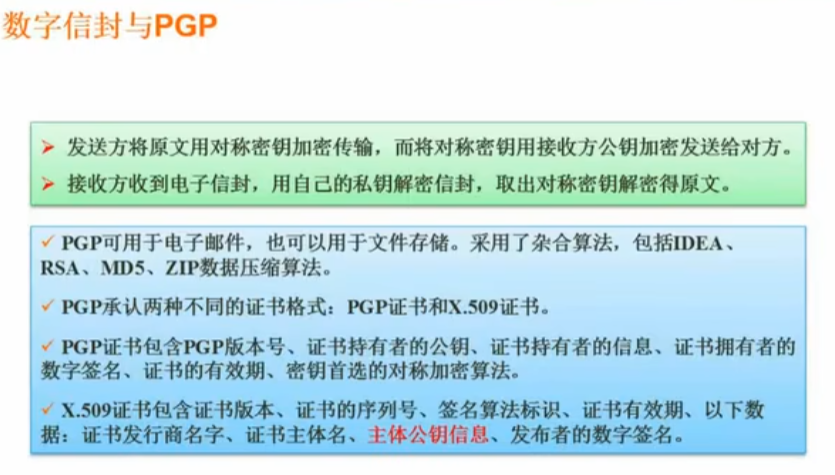 数字信封与PGP
发送方将原文用对称密钥加密传输，而将对称密钥用接收方公钥加密发送给对方。
接收方收到电子信封，用自己的私钥解密信封，取出对称密钥解密得原文。
PGP可用于电子邮件，也可以用于文件存储。采用了杂合算法，包括IDEA、
RSA、MD5、ZIP数据压缩算法。
PGP承认两种不同的证书格式：PGP证书和X.509证书。
PGP证书包含PGP版本号、证书持有者的公钥、证书持有者的信息、证书拥有者的
数字签名、证书的有效期、密钥首选的对称加密算法。
X.509证书包含证书版本、证书的序列号、签名算法标识、证书有效期、以下数
据：证书发行商名字、证书主体名、主体公钥信息、发布者的数字签名。